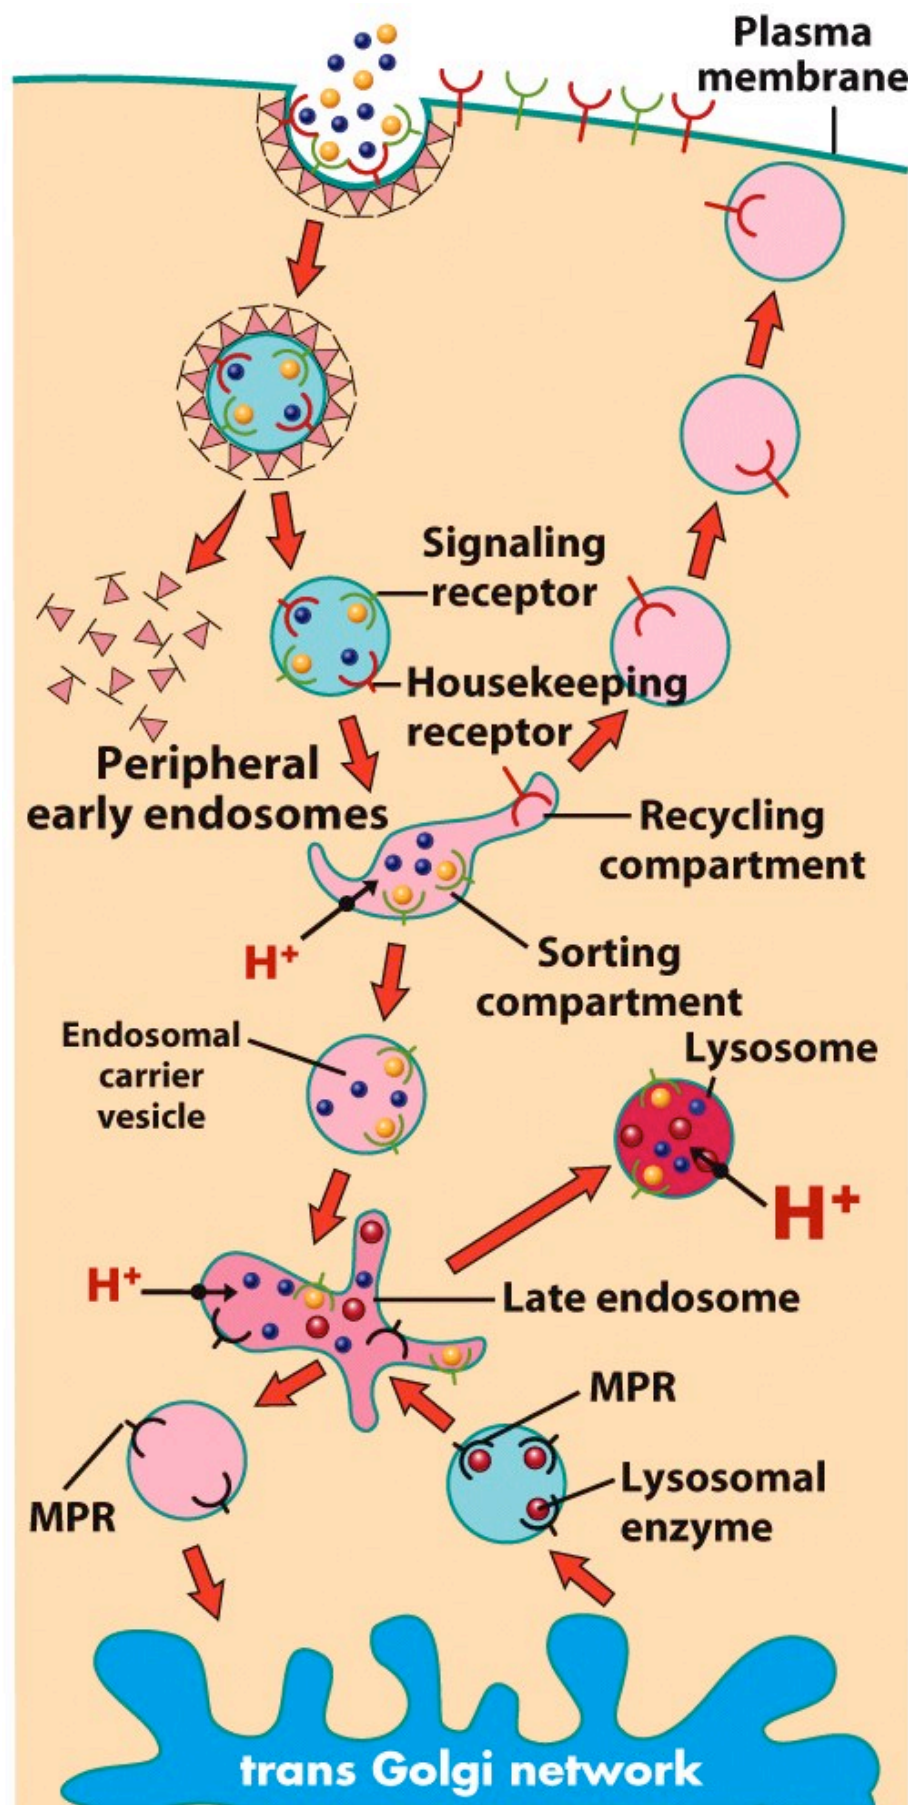 Plasma
membrane
Signaling
receptor
Housekeeping
receptor
Peripheral
early endosomes
Recycling
compartment
H+
Sorting
compartment
Endosomal
carrier
vesicle
Lysosome
H+
H+
Late endosome
MPR
MPR
Lysosomal
enzyme
trans Golgi network